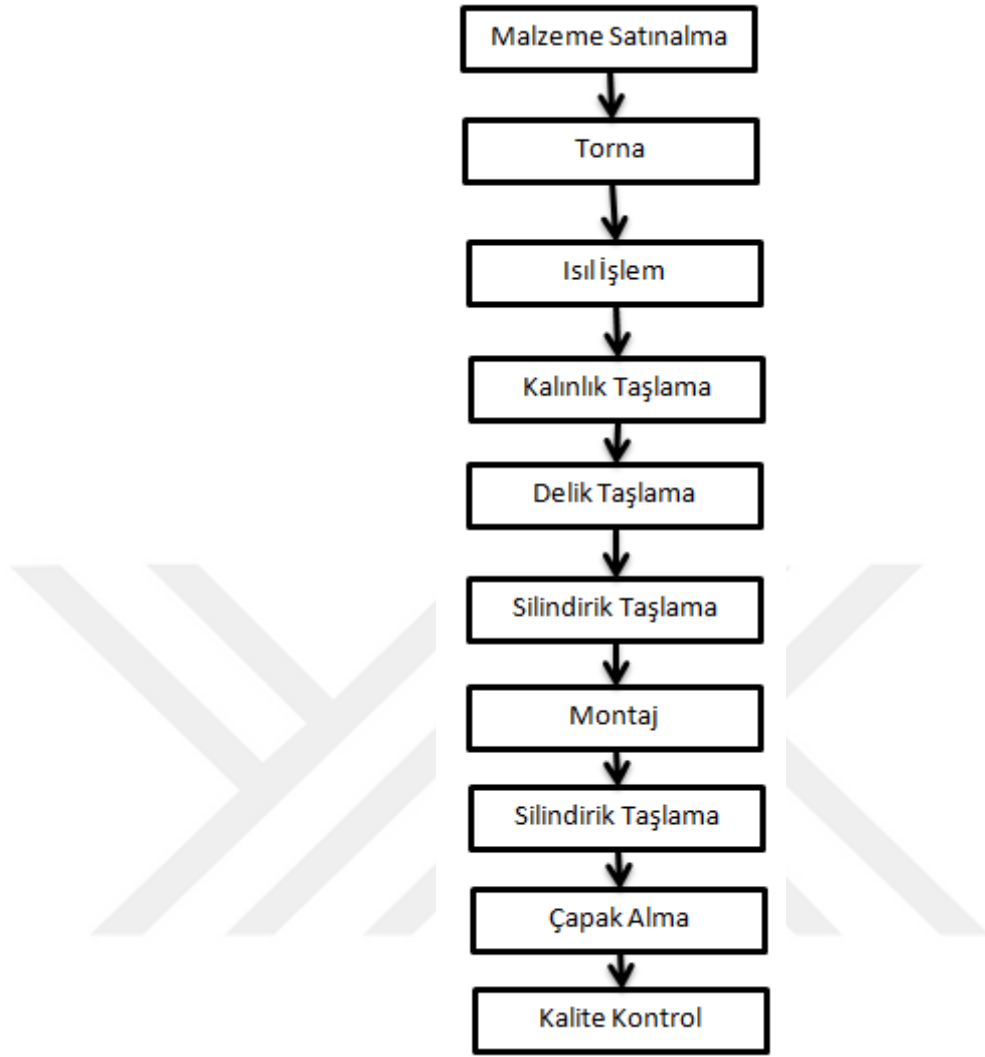 Malzeme Satınalma
Torna
Isıl İşlem
Kalınlık Taşlama
Delik Taşlama
Silindirik Taşlama
Montaj
Silindirik Taşlama
Çapak Alma
Kalite Kontrol